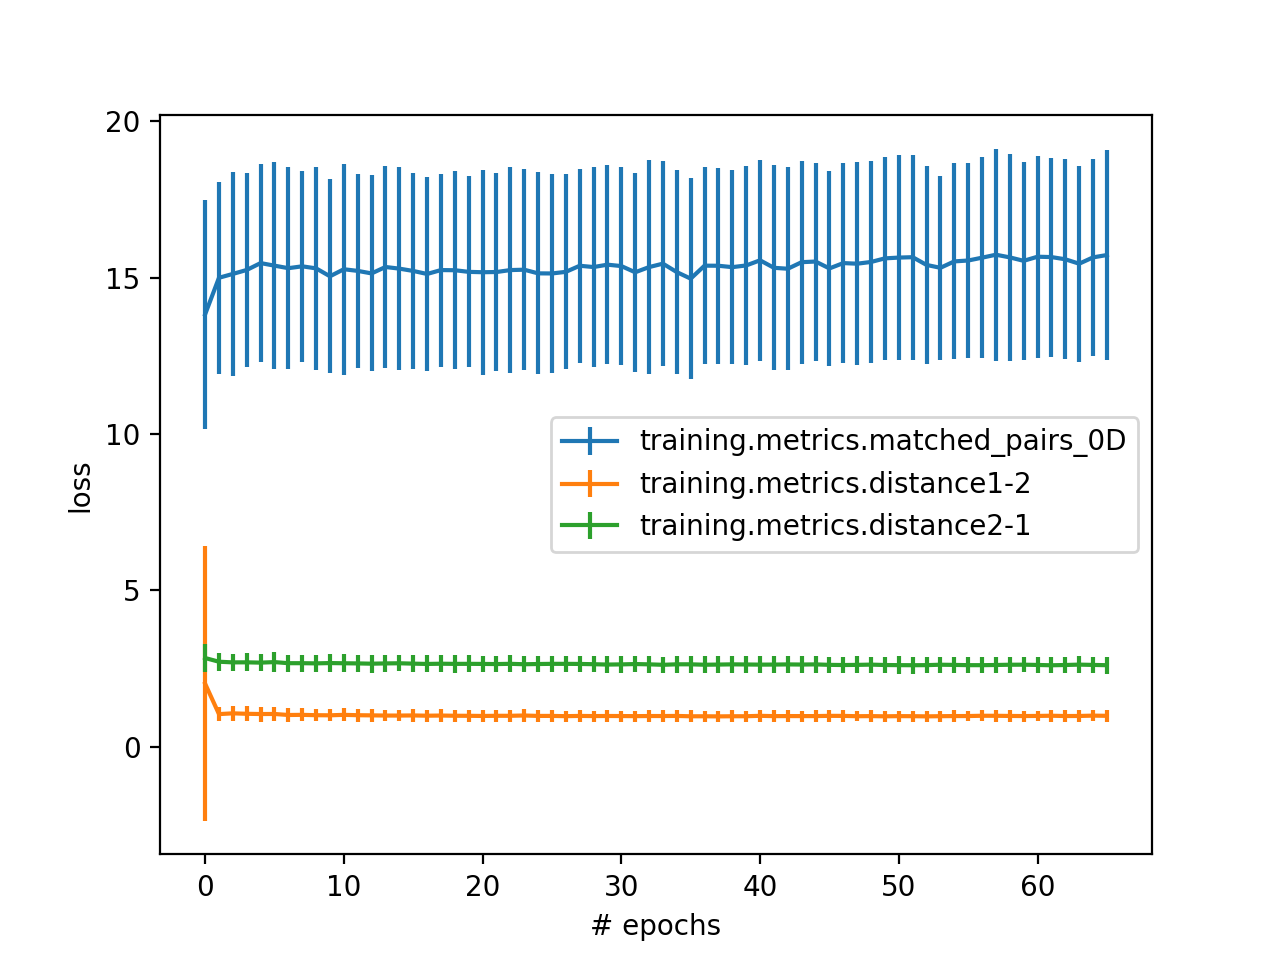 20
15
10
5
0
loss
training.metrics.matched_pairs_0D
training.metrics.distance1-2
training.metrics.distance2-1
0 10 20 30 40 50 60
# epochs